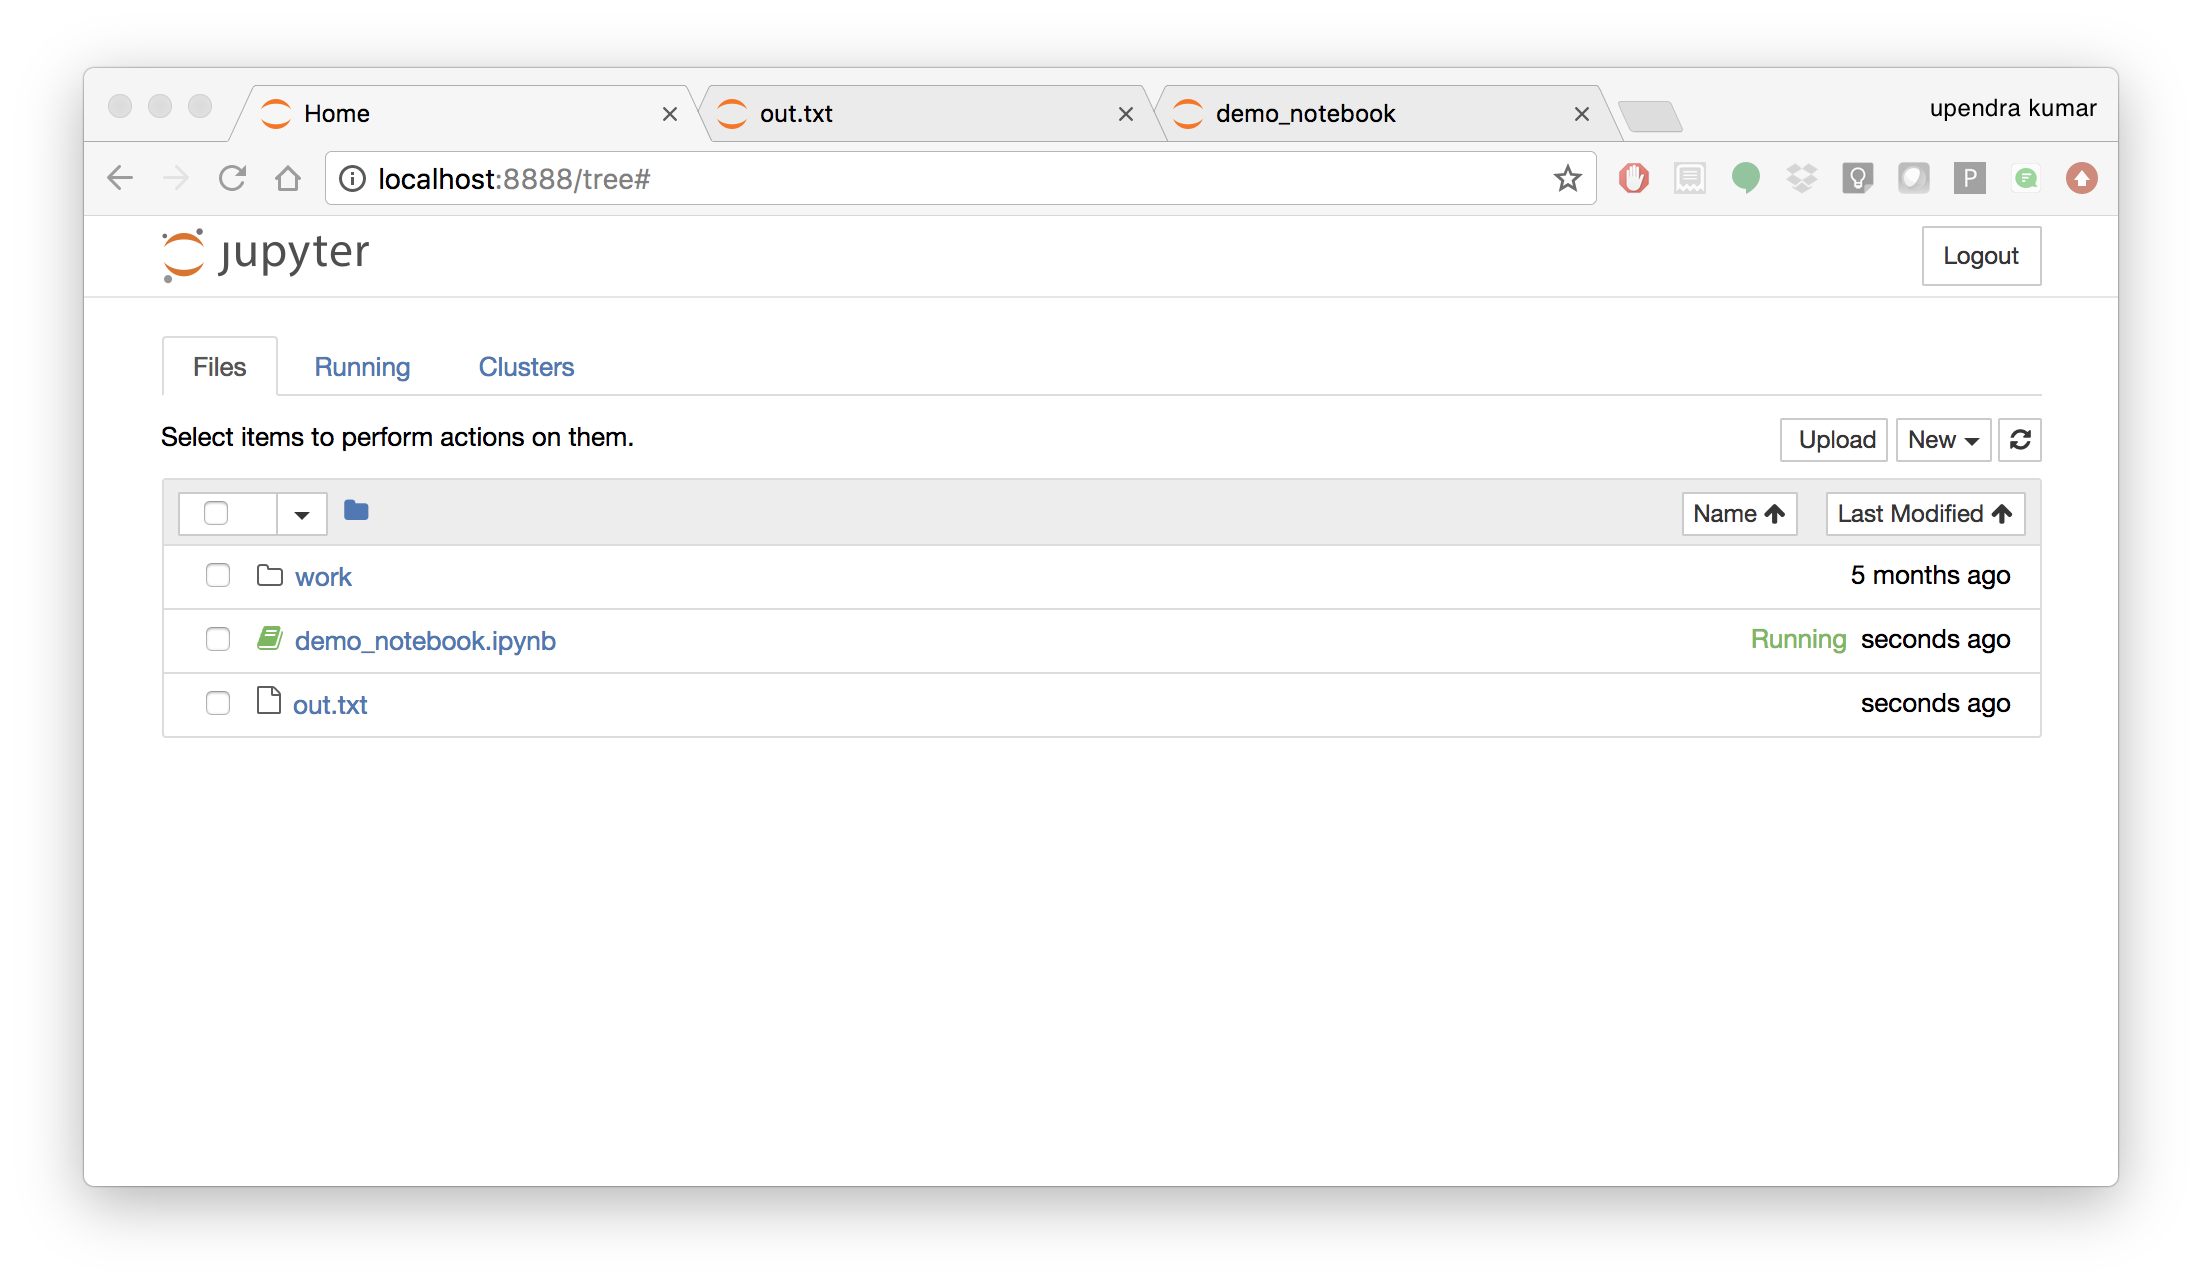 Home out.txt demo_notebook upendra kumar
localhost:8888/tree# P
jupyter Logout
Files Running Clusters
Select items to perform actions on them. Upload New
Name Last Modified
work 5 months ago
demo_notebook.ipynb Running seconds ago
out.txt seconds ago